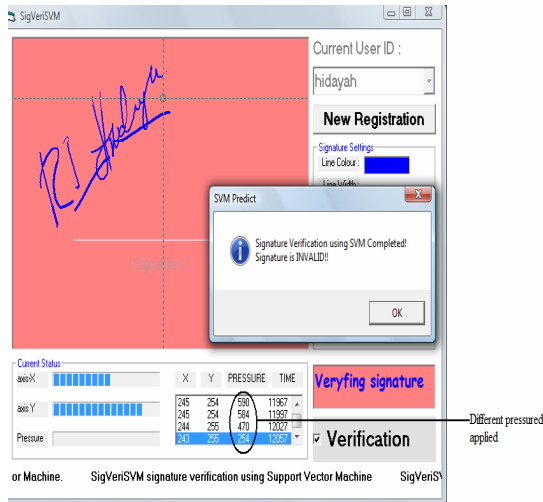 SigVeriSVM
Current User ID :
hidayah
New Registration
Signature Settings
Line Colour :
Line Width :
SVM Predict
Signature Verification using SVM Completed!
Signature is INVALID!!
OK
Current Status
axis-X
axis Y
Pressure
X Y PRESSURE TIME
245 254 590 11967
245 254 584 11997
244 255 470 12027
243 255 254 12057
Veryfing signature
Verification
Different pressured
applied
or Machine. SigVeriSVM signature verification using Support Vector Machine SigVeriSV